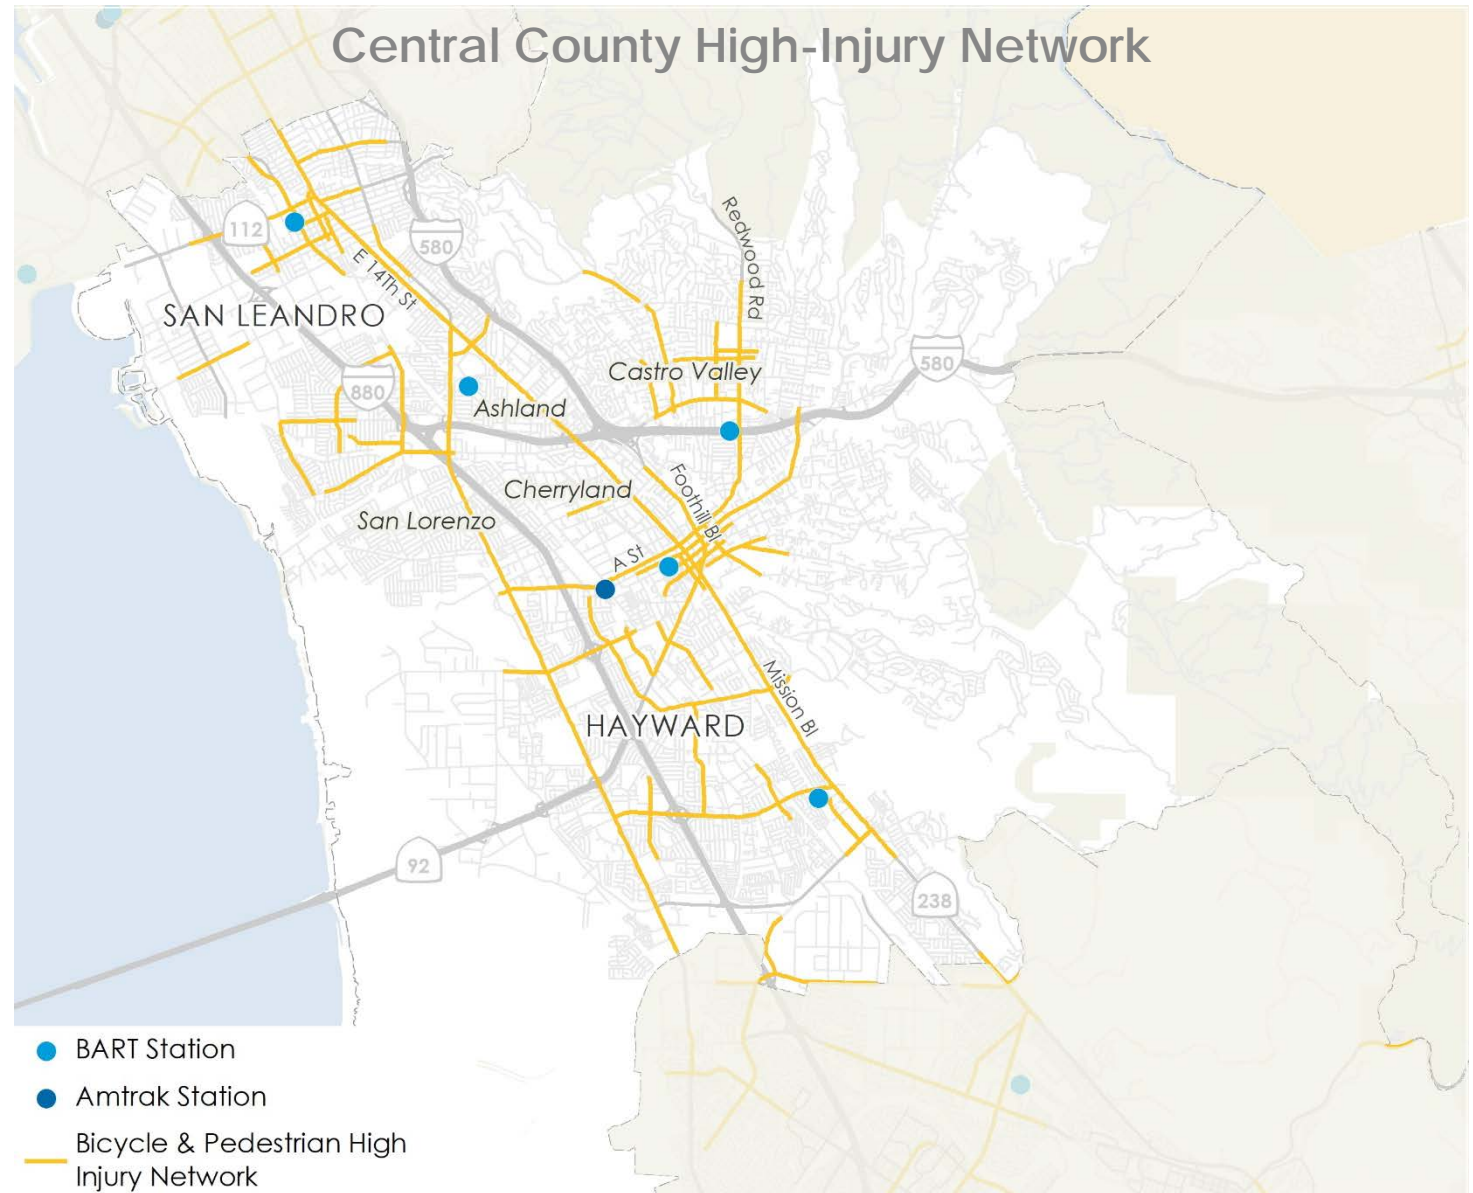 Central County High-Injury Network
112
580
Redwood Rd
E 14Th St
SAN LEANDRO
580
Castro Valley
880
Ashland
Foothill Bl
Cherryland
San Lorenzo
A St
Mission Bl
HAYWARD
92
238
BART Station
Amtrak Station
Bicycle & Pedestrian High
Injury Network